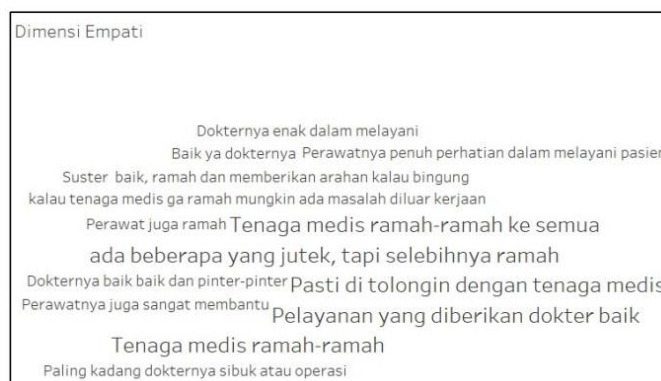 Dimensi Empati
Dokternya enak dalam melayani
Baik ya dokternya Perawatnya penuh perhatian dalam melayani pasien
Suster baik, ramah dan memberikan arahan kalau bingung
kalau tenaga medis ga ramah mungkin ada masalah diluar kerjaan
Perawat juga ramah Tenaga medis ramah-ramah ke semua
ada beberapa yang jutek, tapi selebihnya ramah
Dokternya baik baik dan pinter-pinter Pasti di tolongin dengan tenaga medis
Perawatnya juga sangat membantu Pelayanan yang diberikan dokter baik
Tenaga medis ramah-ramah
Paling kadang dokternya sibuk atau operasi